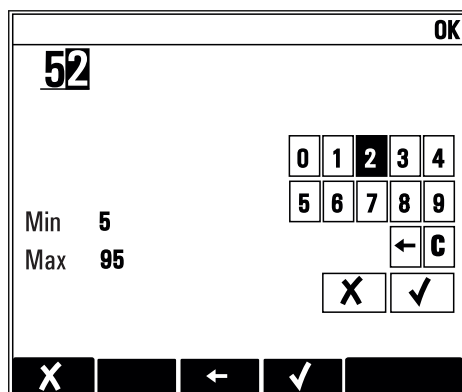 OK
52
0 1 2 3 4
5 6 7 8 9
Min 5
← C
Max 95
✗ ✓
✗ ← ✓